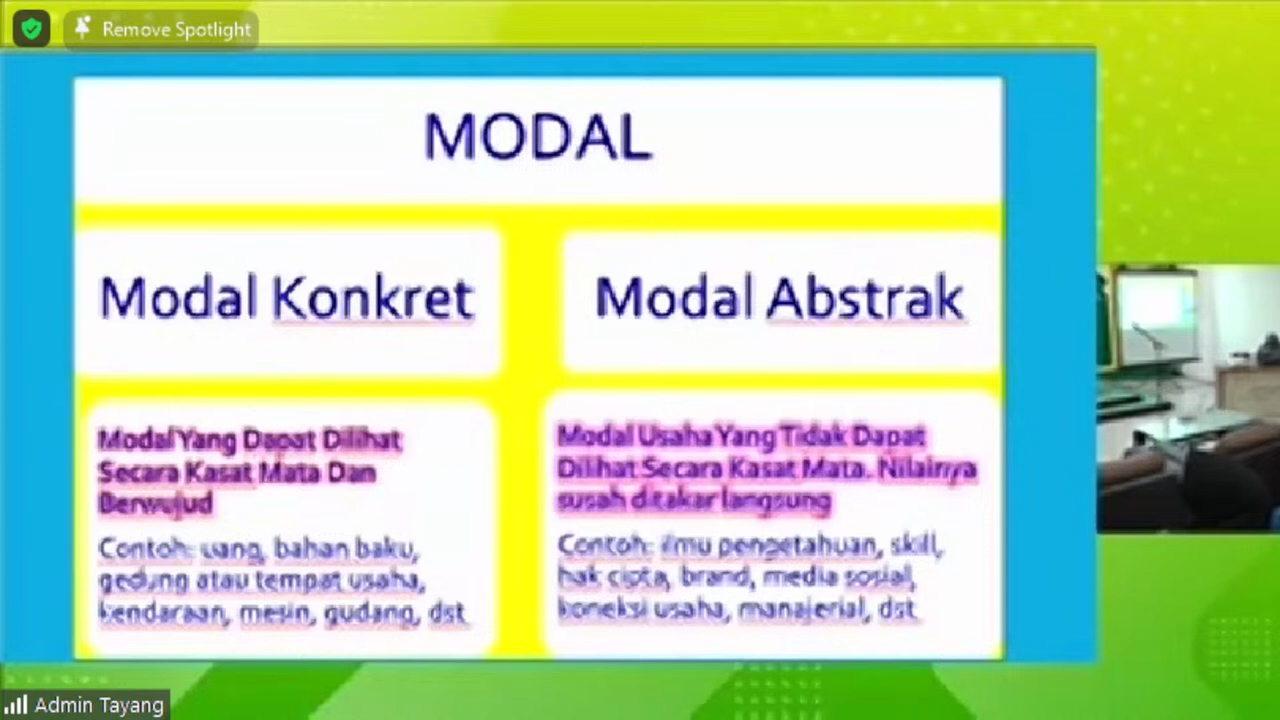 Remove Spotlight
MODAL
Modal Konkret
Modal Abstrak
Modal Yang Dapat Dilihat
Secara Kasat Mata Dan
Berwujud
Contoh: uang, bahan baku,
gedung atau tempat usaha,
kendaraan, mesin, gudang, dst
Modal Usaha Yang Tidak Dapat
Dilihat Secara Kasat Mata. Nilainya
susah ditakar langsung
Contoh: ilmu pengetahuan, skill,
hak cipta, brand, media sosial,
koneksi usaha, manajerial, dst
Admin Tayang